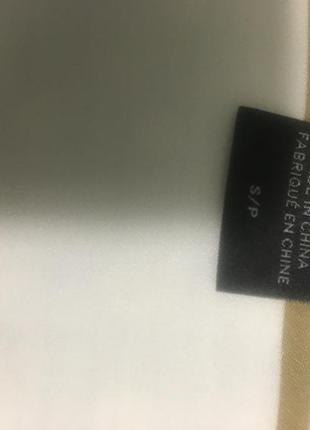 IN CHINA
FABRIQUÉ EN CHINE
S/P